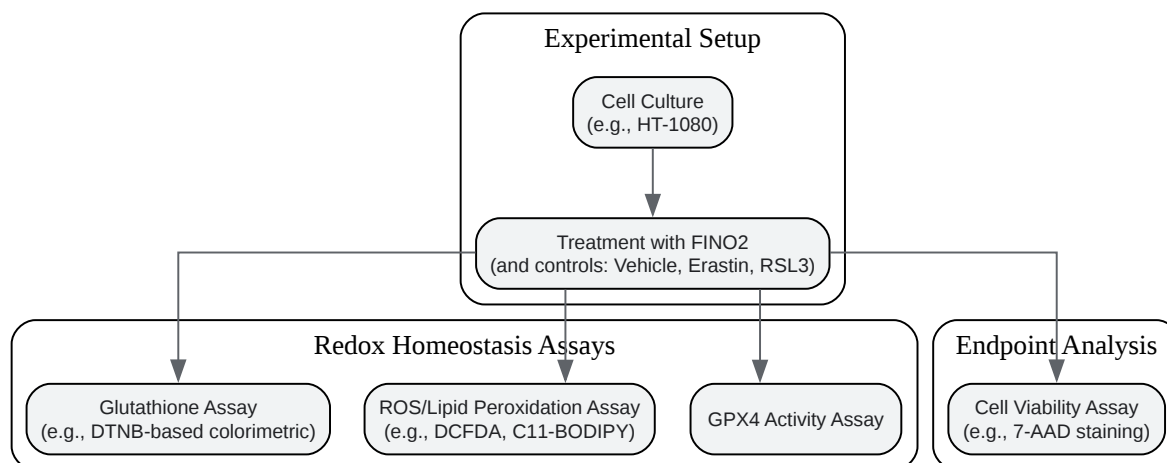 Experimental Setup
Cell Culture
(e.g., HT-1080)
Treatment with FINO2
(and controls: Vehicle, Erastin, RSL3)
Redox Homeostasis Assays
Endpoint Analysis
Glutathione Assay
(e.g., DTNB-based colorimetric)
ROS/Lipid Peroxidation Assay
(e.g., DCFDA, C11-BODIPY)
GPX4 Activity Assay
Cell Viability Assay
(e.g., 7-AAD staining)